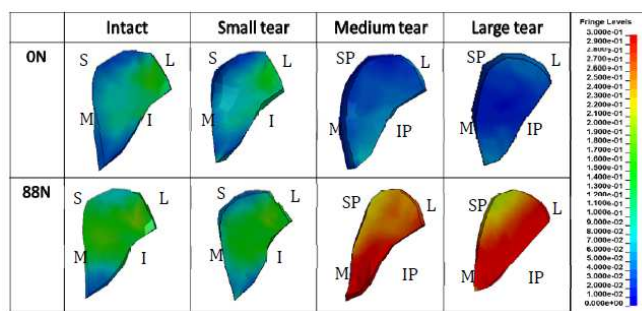 Intact Small tear Medium tear Large tear
0N
S L M I
S L M I
SP L M IP
SP L M IP
88N
S L M I
S L M I
SP L M IP
SP L M IP
Fringe Levels
3.000e-01
2.900e-01
2.800e-01
2.700e-01
2.600e-01
2.500e-01
2.400e-01
2.300e-01
2.200e-01
2.100e-01
2.000e-01
1.900e-01
1.800e-01
1.700e-01
1.600e-01
1.500e-01
1.400e-01
1.300e-01
1.200e-01
1.100e-01
1.000e-01
9.000e-02
8.000e-02
7.000e-02
6.000e-02
5.000e-02
4.000e-02
3.000e-02
2.000e-02
1.000e-02
0.000e+00